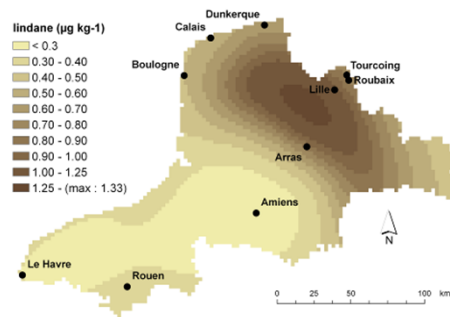 lindane (µg kg-1)
< 0.3
0.30 - 0.40
0.40 - 0.50
0.50 - 0.60
0.60 - 0.70
0.70 - 0.80
0.80 - 0.90
0.90 - 1.00
1.00 - 1.25
1.25 - (max : 1.33)
Dunkerque
Calais
Boulogne
Tourcoing
Roubaix
Lille
Arras
Amiens
Le Havre
Rouen
N
0 25 50 100 km